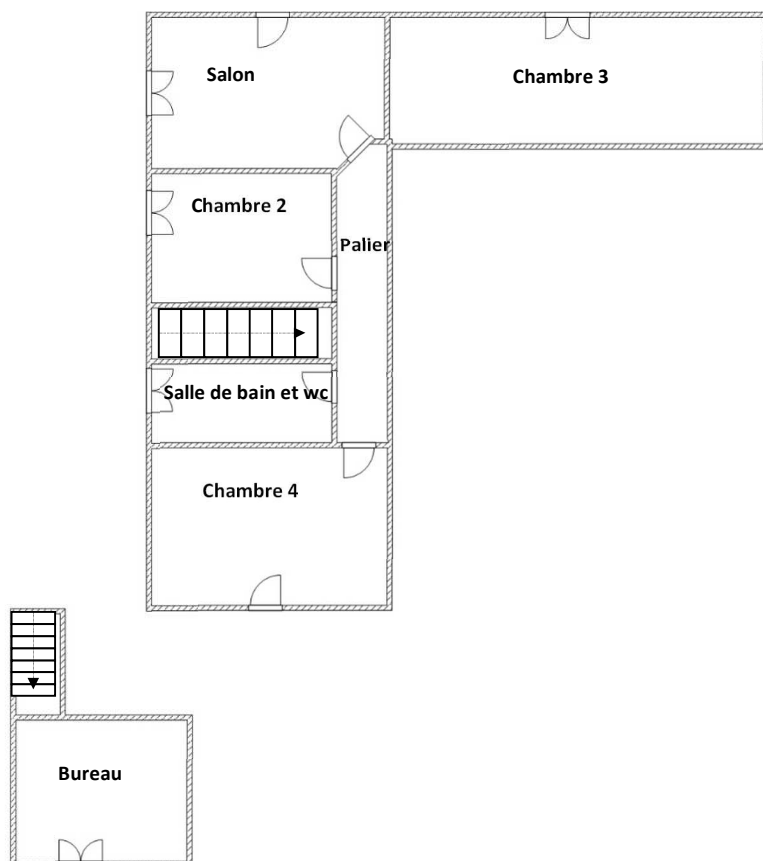 Salon
Chambre 3
Chambre 2
Palier
Salle de bain et wc
Chambre 4
Bureau